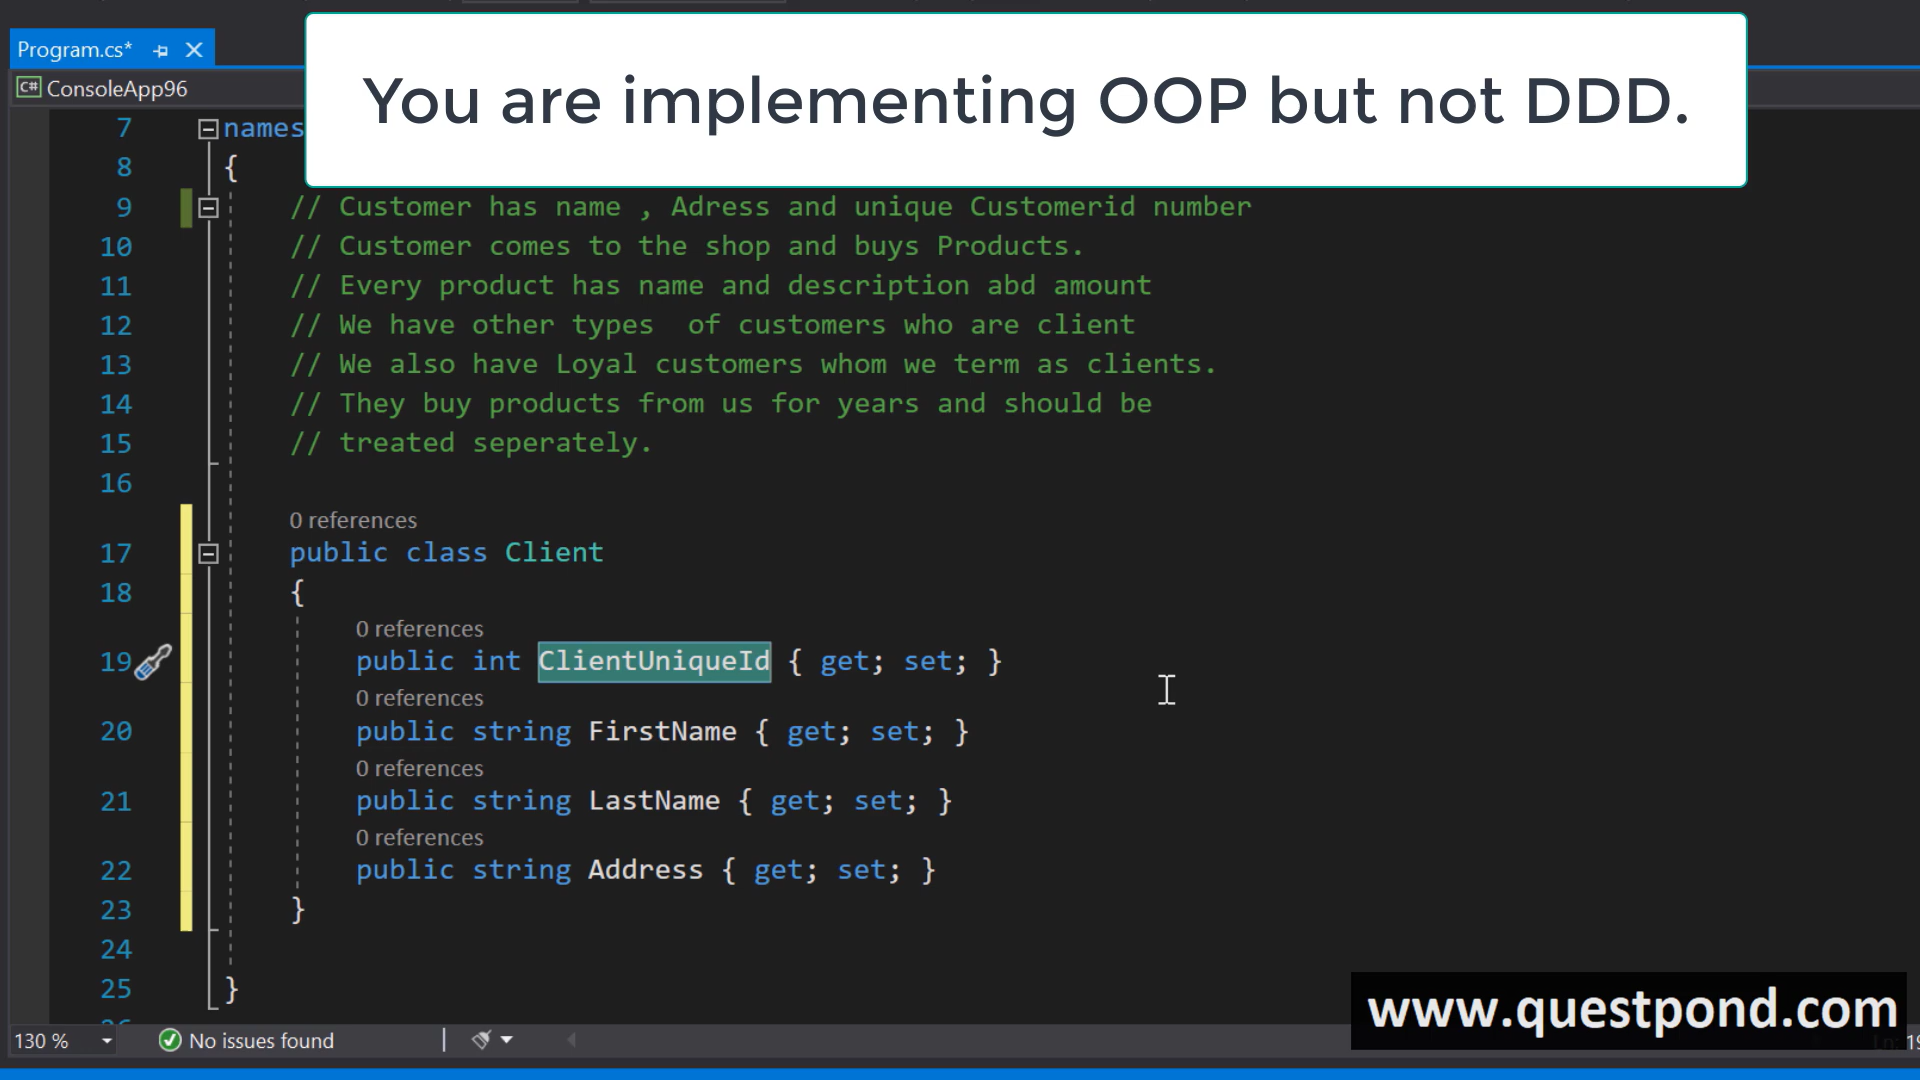 Program.cs*
You are implementing OOP but not DDD.
C# ConsoleApp96
7 names
8 {
9 // Customer has name , Adress and unique Customerid number
10 // Customer comes to the shop and buys Products.
11 // Every product has name and description abd amount
12 // We have other types  of customers who are client
13 // We also have Loyal customers whom we term as clients.
14 // They buy products from us for years and should be
15 // treated seperately.
16
0 references
17 public class Client
18 {
0 references
19 public int ClientUniqueId { get; set; }
0 references
20 public string FirstName { get; set; }
0 references
21 public string LastName { get; set; }
0 references
22 public string Address { get; set; }
23 }
24
25 }
www.questpond.com
130 % No issues found